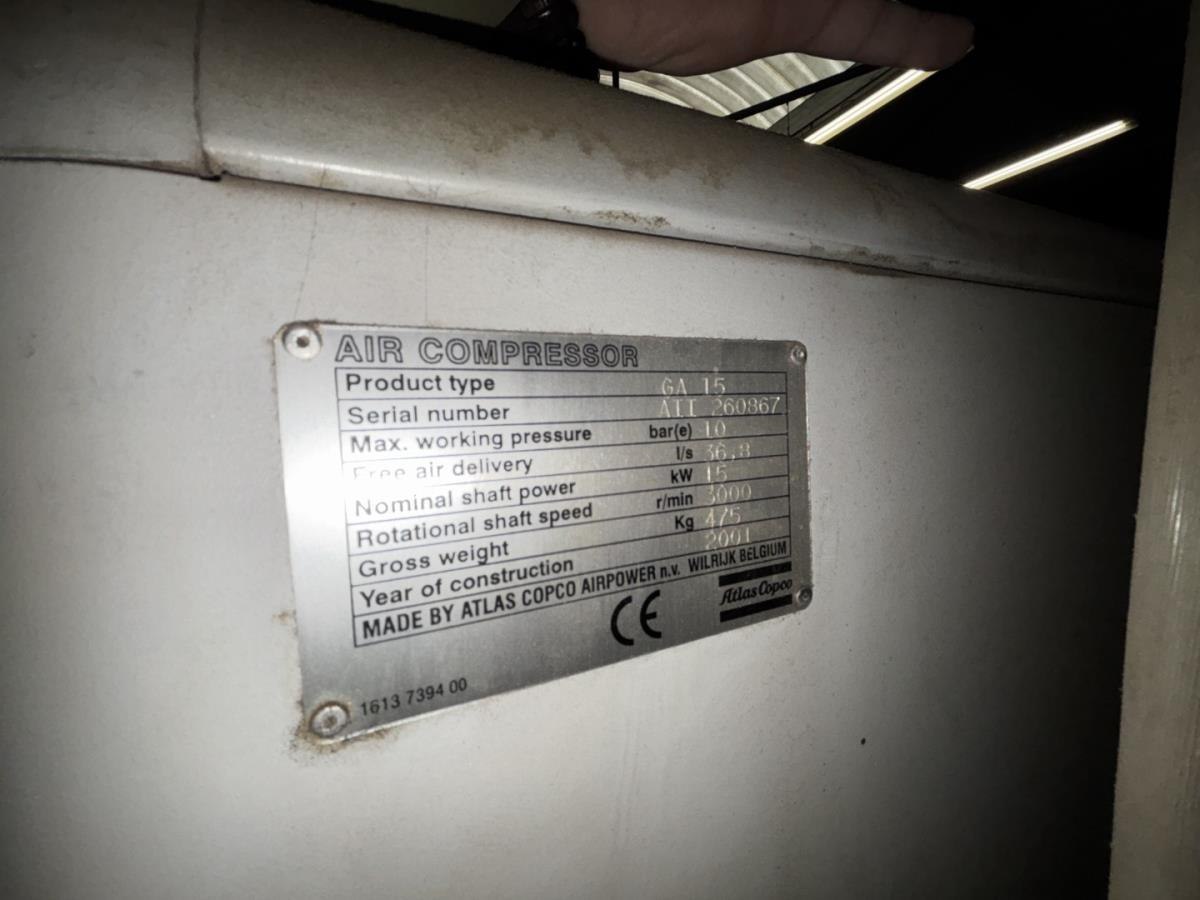 AIR COMPRESSOR
Product type GA 15
Serial number AII 260867
Max. working pressure bar(e) 10
Free air delivery l/s 36,8
Nominal shaft power kW 15
Rotational shaft speed r/min 3000
Gross weight Kg 475
Year of construction 2001
MADE BY ATLAS COPCO AIRPOWER n.v. WILRIJK BELGIUM
CE
Atlas Copco
1613 7394 00